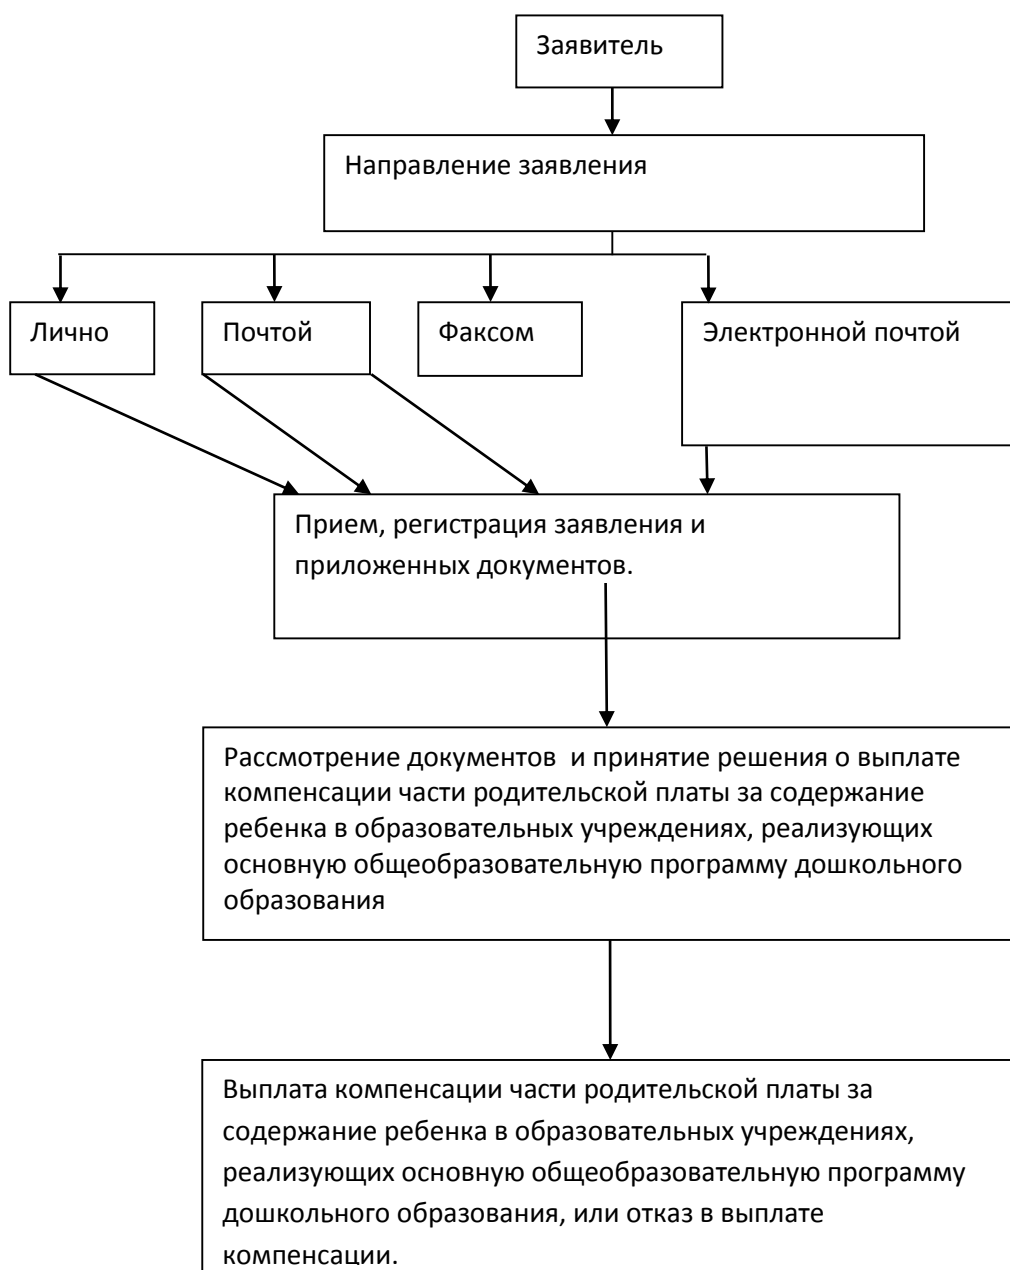 Заявитель
Направление заявления
Лично
Почтой
Факсом
Электронной почтой
Прием, регистрация заявления и
приложенных документов.
Рассмотрение документов  и принятие решения о выплате
компенсации части родительской платы за содержание
ребенка в образовательных учреждениях, реализующих
основную общеобразовательную программу дошкольного
образования
Выплата компенсации части родительской платы за
содержание ребенка в образовательных учреждениях,
реализующих основную общеобразовательную программу
дошкольного образования, или отказ в выплате
компенсации.